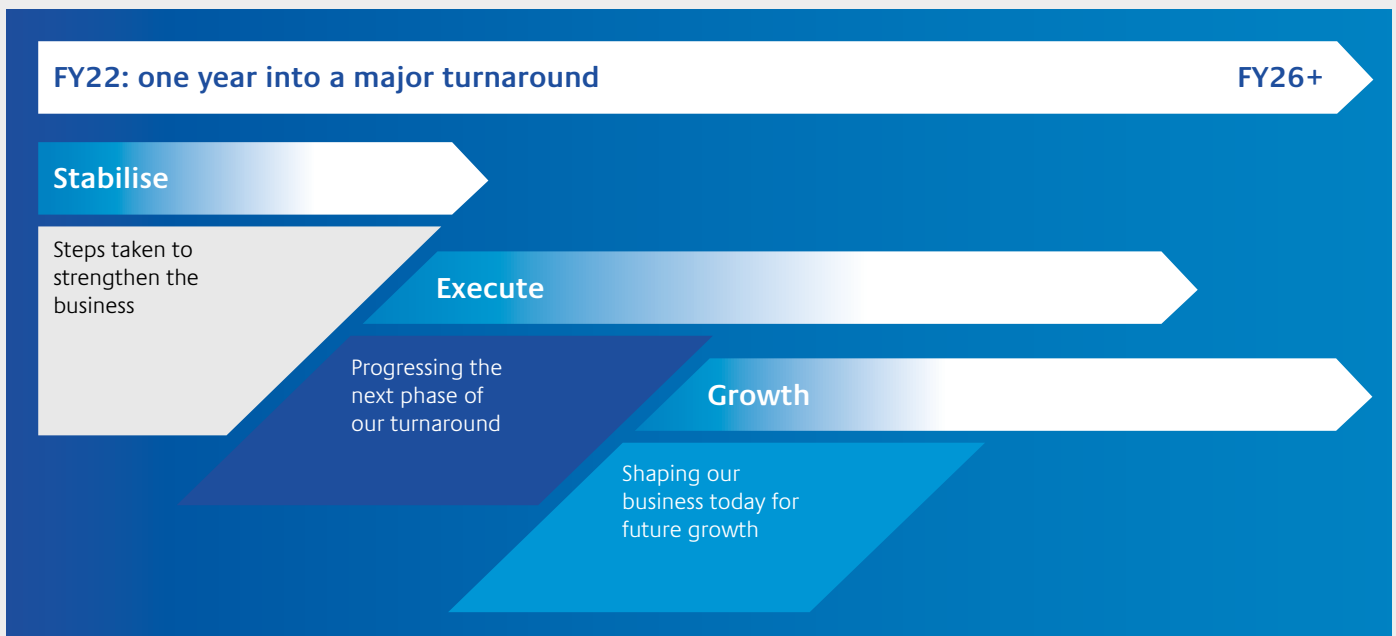 FY22: one year into a major turnaround
FY26+
Stabilise
Steps taken to
strengthen the
business
Execute
Progressing the
next phase of
our turnaround
Growth
Shaping our
business today for
future growth